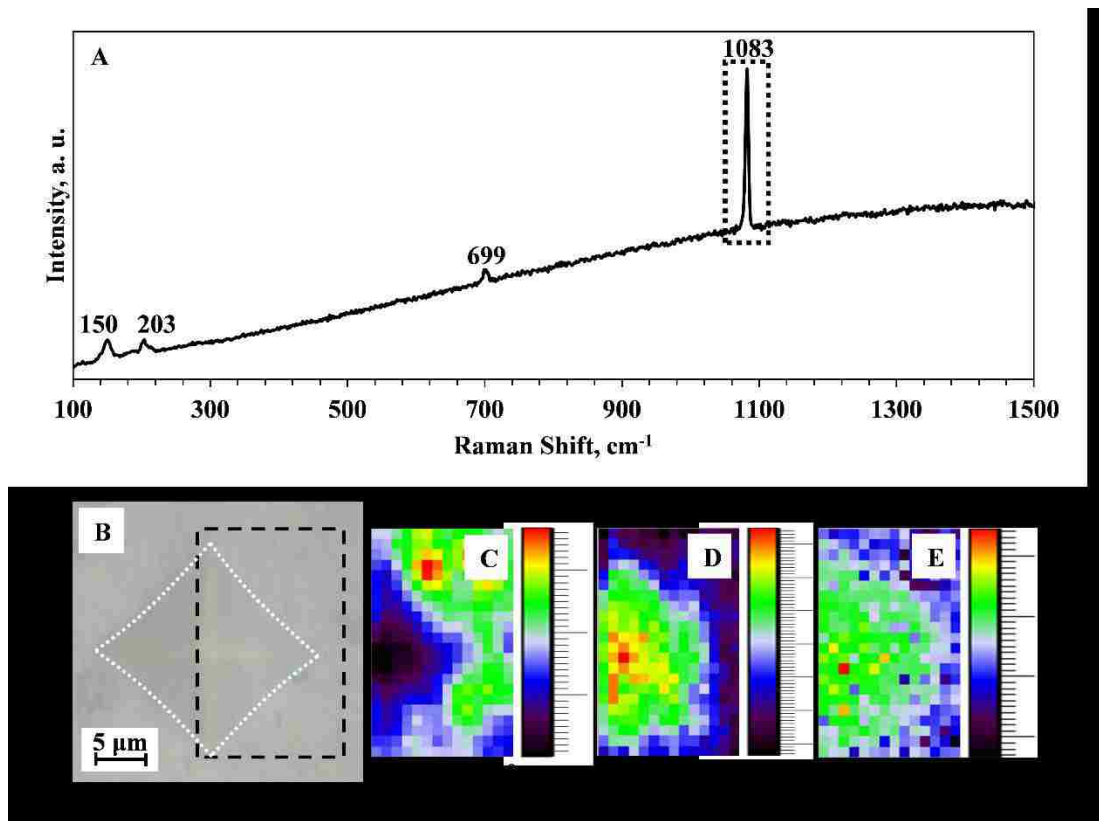 A
1083
Intensity, a. u.
699
150 203
100 300 500 700 900 1100 1300 1500
Raman Shift, cm-1
B C D E
5 µm